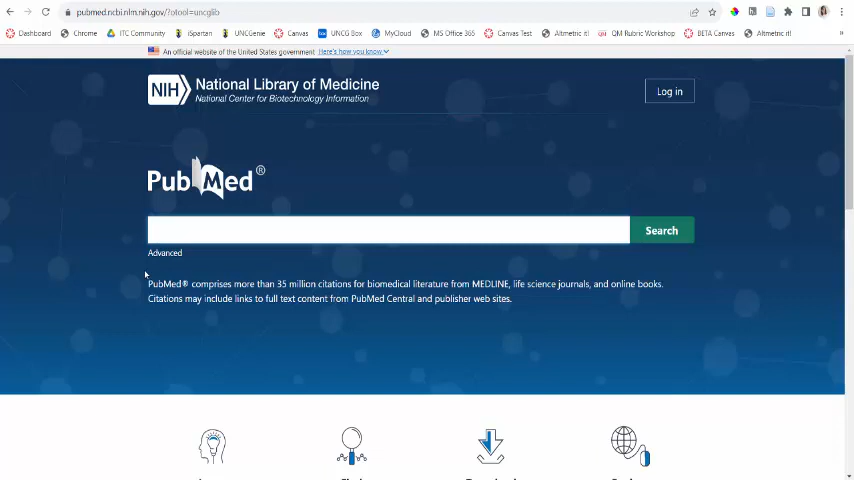 pubmed.ncbi.nlm.nih.gov/?otool=uncglib
Dashboard Chrome ITC Community iSpartan UNCGenie Canvas box UNCG Box MyCloud MS Office 365 Canvas Test Altmetric it! QM Rubric Workshop BETA Canvas Altmetric it! »
An official website of the United States government Here's how you know
NIH National Library of Medicine
National Center for Biotechnology Information
Log in
PubMed®
Search
Advanced
PubMed® comprises more than 35 million citations for biomedical literature from MEDLINE, life science journals, and online books.
Citations may include links to full text content from PubMed Central and publisher web sites.